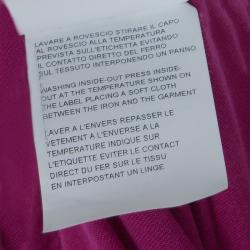 LAVARE A ROVESCIO STIRARE IL CAPO
AL ROVESCIO ALLA TEMPERATURA
PREVISTA SULL'ETICHETTA EVITANDO
IL CONTATTO DIRETTO DEL FERRO
SUL TESSUTO INTERPONENDO UN PANNO
WASHING INSIDE-OUT PRESS INSIDE-
OUT AT THE TEMPERATURE SHOWN ON
THE LABEL PLACING A SOFT CLOTH
BETWEEN THE IRON AND THE GARMENT
LAVER A L'ENVERS REPASSER LE
VETEMENT A L'ENVERSE A LA
TEMPERATURE INDIQUE SUR
L'ETIQUETTE EVITER LE CONTACT
DIRECT DU FER SUR LE TISSU
EN INTERPOSTANT UN LINGE.